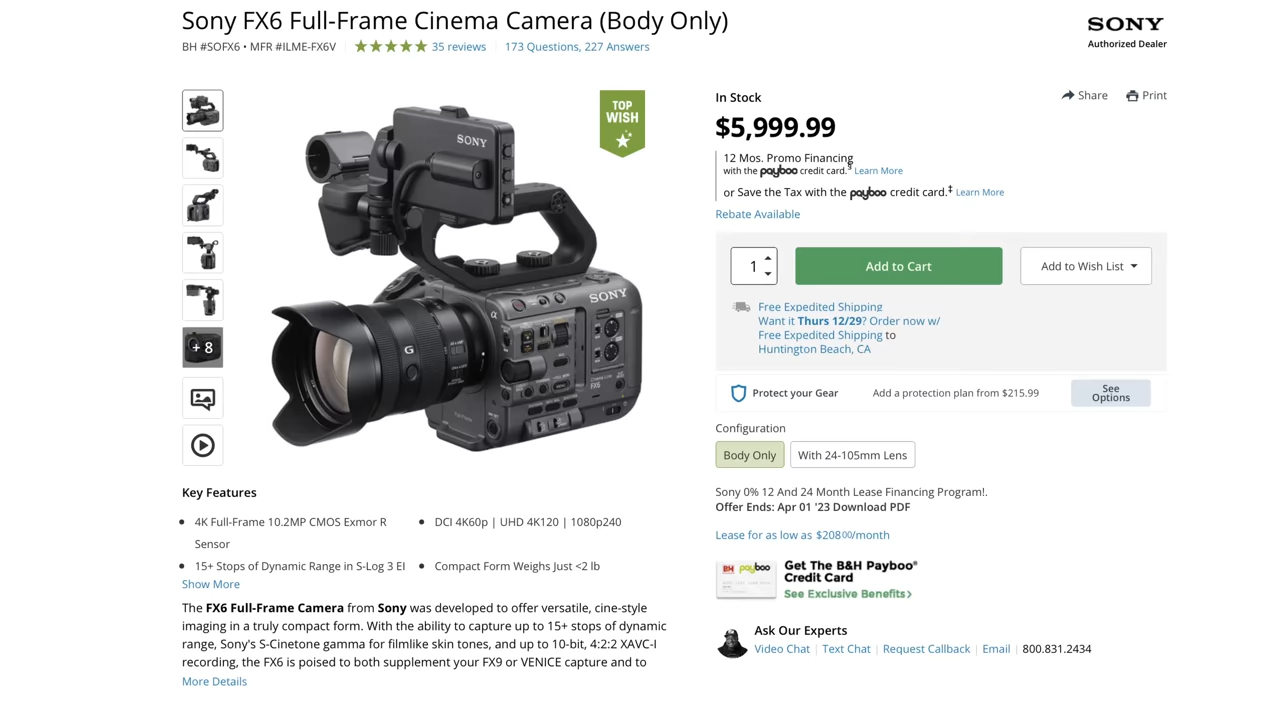 Sony FX6 Full-Frame Cinema Camera (Body Only)
BH #SOFX6 • MFR #ILME-FX6V
35 reviews
173 Questions, 227 Answers
SONY
Authorized Dealer
TOP
WISH
SONY
SONY
α
G
FX6
+ 8
In Stock
Share
Print
$5,999.99
12 Mos. Promo Financing
with the payboo credit card.§ Learn More
or Save the Tax with the payboo credit card.‡ Learn More
Rebate Available
1
Add to Cart
Add to Wish List
Free Expedited Shipping
Want it Thurs 12/29? Order now w/
Free Expedited Shipping to
Huntington Beach, CA
Protect your Gear
Add a protection plan from $215.99
See
Options
Configuration
Body Only
With 24-105mm Lens
Sony 0% 12 And 24 Month Lease Financing Program!.
Offer Ends: Apr 01 '23 Download PDF
Lease for as low as $208.00/month
BH payboo
Get The B&H Payboo®
Credit Card
See Exclusive Benefits>
Ask Our Experts
Video Chat | Text Chat | Request Callback | Email | 800.831.2434
Key Features
• 4K Full-Frame 10.2MP CMOS Exmor R
Sensor
• DCI 4K60p | UHD 4K120 | 1080p240
• 15+ Stops of Dynamic Range in S-Log 3 EI
• Compact Form Weighs Just <2 lb
Show More
The FX6 Full-Frame Camera from Sony was developed to offer versatile, cine-style
imaging in a truly compact form. With the ability to capture up to 15+ stops of dynamic
range, Sony's S-Cinetone gamma for filmlike skin tones, and up to 10-bit, 4:2:2 XAVC-I
recording, the FX6 is poised to both supplement your FX9 or VENICE capture and to
More Details